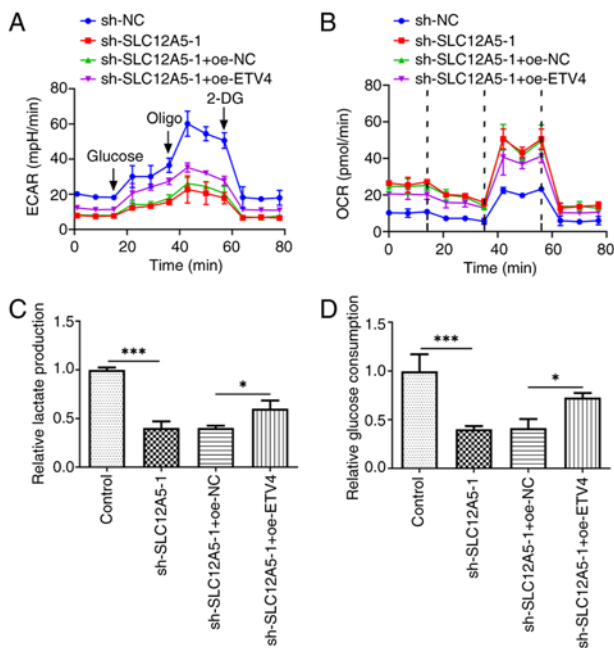 A
sh-NC
sh-SLC12A5-1
sh-SLC12A5-1+oe-NC
sh-SLC12A5-1+oe-ETV4
80
60
40
20
0
ECAR (mpH/min)
Glucose
Oligo
2-DG
0 20 40 60 80
Time (min)
B
sh-NC
sh-SLC12A5-1
sh-SLC12A5-1+oe-NC
sh-SLC12A5-1+oe-ETV4
80
60
40
20
0
OCR (pmol/min)
0 20 40 60 80
Time (min)
C
1.5
1.0
0.5
0.0
Relative lactate production
***
*
Control
sh-SLC12A5-1
sh-SLC12A5-1+oe-NC
sh-SLC12A5-1+oe-ETV4
D
1.5
1.0
0.5
0.0
Relative glucose consumption
***
*
Control
sh-SLC12A5-1
sh-SLC12A5-1+oe-NC
sh-SLC12A5-1+oe-ETV4